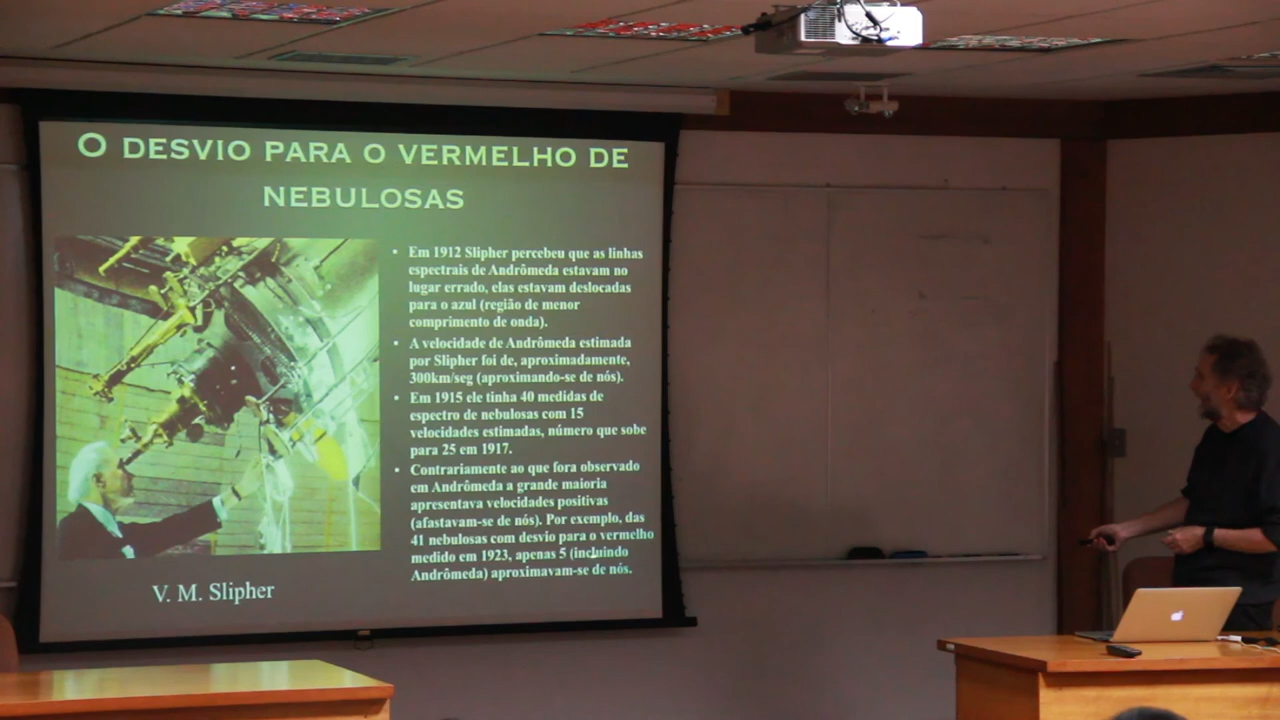 O DESVIO PARA O VERMELHO DE
NEBULOSAS
• Em 1912 Slipher percebeu que as linhas
espectrais de Andrômeda estavam no
lugar errado, elas estavam deslocadas
para o azul (região de menor
comprimento de onda).
• A velocidade de Andrômeda estimada
por Slipher foi de, aproximadamente,
300km/seg (aproximando-se de nós).
• Em 1915 ele tinha 40 medidas de
espectro de nebulosas com 15
velocidades estimadas, número que sobe
para 25 em 1917.
• Contrariamente ao que fora observado
em Andrômeda a grande maioria
apresentava velocidades positivas
(afastavam-se de nós). Por exemplo, das
41 nebulosas com desvio para o vermelho
medido em 1923, apenas 5 (incluindo
Andrômeda) aproximavam-se de nós.
V. M. Slipher